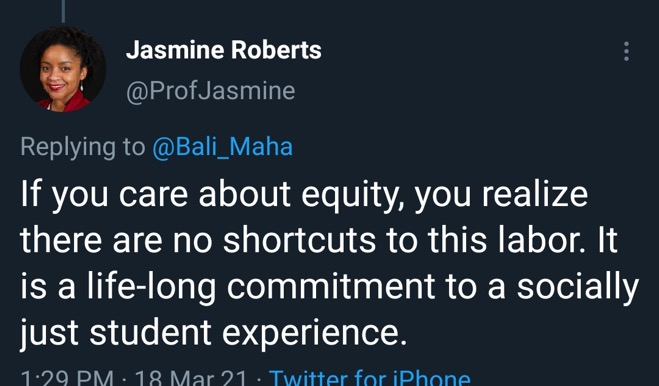 Jasmine Roberts
@ProfJasmine
Replying to @Bali_Maha
If you care about equity, you realize
there are no shortcuts to this labor. It
is a life-long commitment to a socially
just student experience.
1:29 PM · 18 Mar 21 · Twitter for iPhone